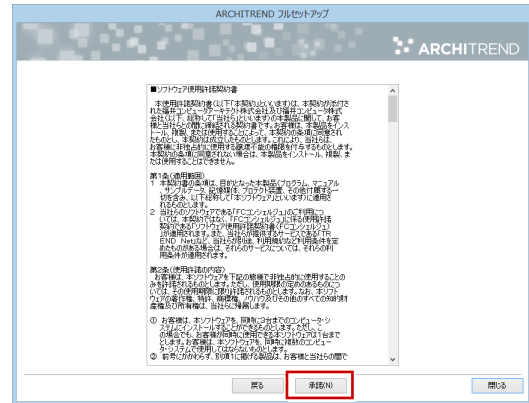 ARCHITREND フルセットアップ
ARCHITREND
■ソフトウェア使用許諾契約書
本使用許諾契約書(以下「本契約」といいます)は、本契約が添付さ
れた福井コンピュータアーキテクト株式会社及び福井コンピュータ株式
会社(以下、総称して「当社ら」といいます)の本製品に関して、お客
様と当社らとの間に締結される契約書です。お客様は、本製品をインス
トール、複製、または使用することによって、本契約の条項に同意され
たものとし、本契約は成立したものとします。これにより、当社らは、
お客様に非独占的に使用する譲渡不能の権限を付与するものとします。
本契約の条項に同意されない場合は、本製品をインストール、複製、ま
たは使用することはできません。
第1条(適用範囲)
1 本契約書の条項は、目的となった本製品(プログラム、マニュアル
、サンプルデータ、記憶媒体、プロテクト装置、その他付属する一
切を含み、以下総称して「本ソフトウェア」といいます)に適用さ
れるものとします。
2 当社らのソフトウェアである「FCコンシェルジュ」のご利用につ
いては、本契約ではなく、「FCコンシェルジュ」に係る使用許諾
契約である「ソフトウェア使用許諾契約書(FCコンシェルジュ)
」が適用されます。また、当社らが提供するサービスである「TR
END Net」など、当社らが別途、利用規約など利用条件を定
めたものがある場合は、それらのサービスについては、それらの利
用条件が適用されます。
第2条(使用許諾の内容)
お客様は、本ソフトウェアを下記の態様で非独占的に使用することの
みを許諾されるものとします。ただし、使用期限の定めのあるものにつ
いては、その使用期限に限り許諾されるものとします。なお、本ソフト
ウェアの著作権、特許、商標権、ノウハウ及びその他のすべての知的財
産権及び所有権は、当社らに帰属します。
① お客様は、本ソフトウェアを、同時に3台までのコンピュータ・シ
ステムにインストールすることができるものとします。ただし、こ
の場合でも、お客様が同時に使用できる本ソフトウェアは1台まで
とします。お客様は、本ソフトウェアを、同時に複数のコンピュー
タ・システムで使用してはならないものとします。
② 前号にかかわらず、別項1に掲げる製品は、お客様と当社らの間で
戻る
承諾(N)
閉じる